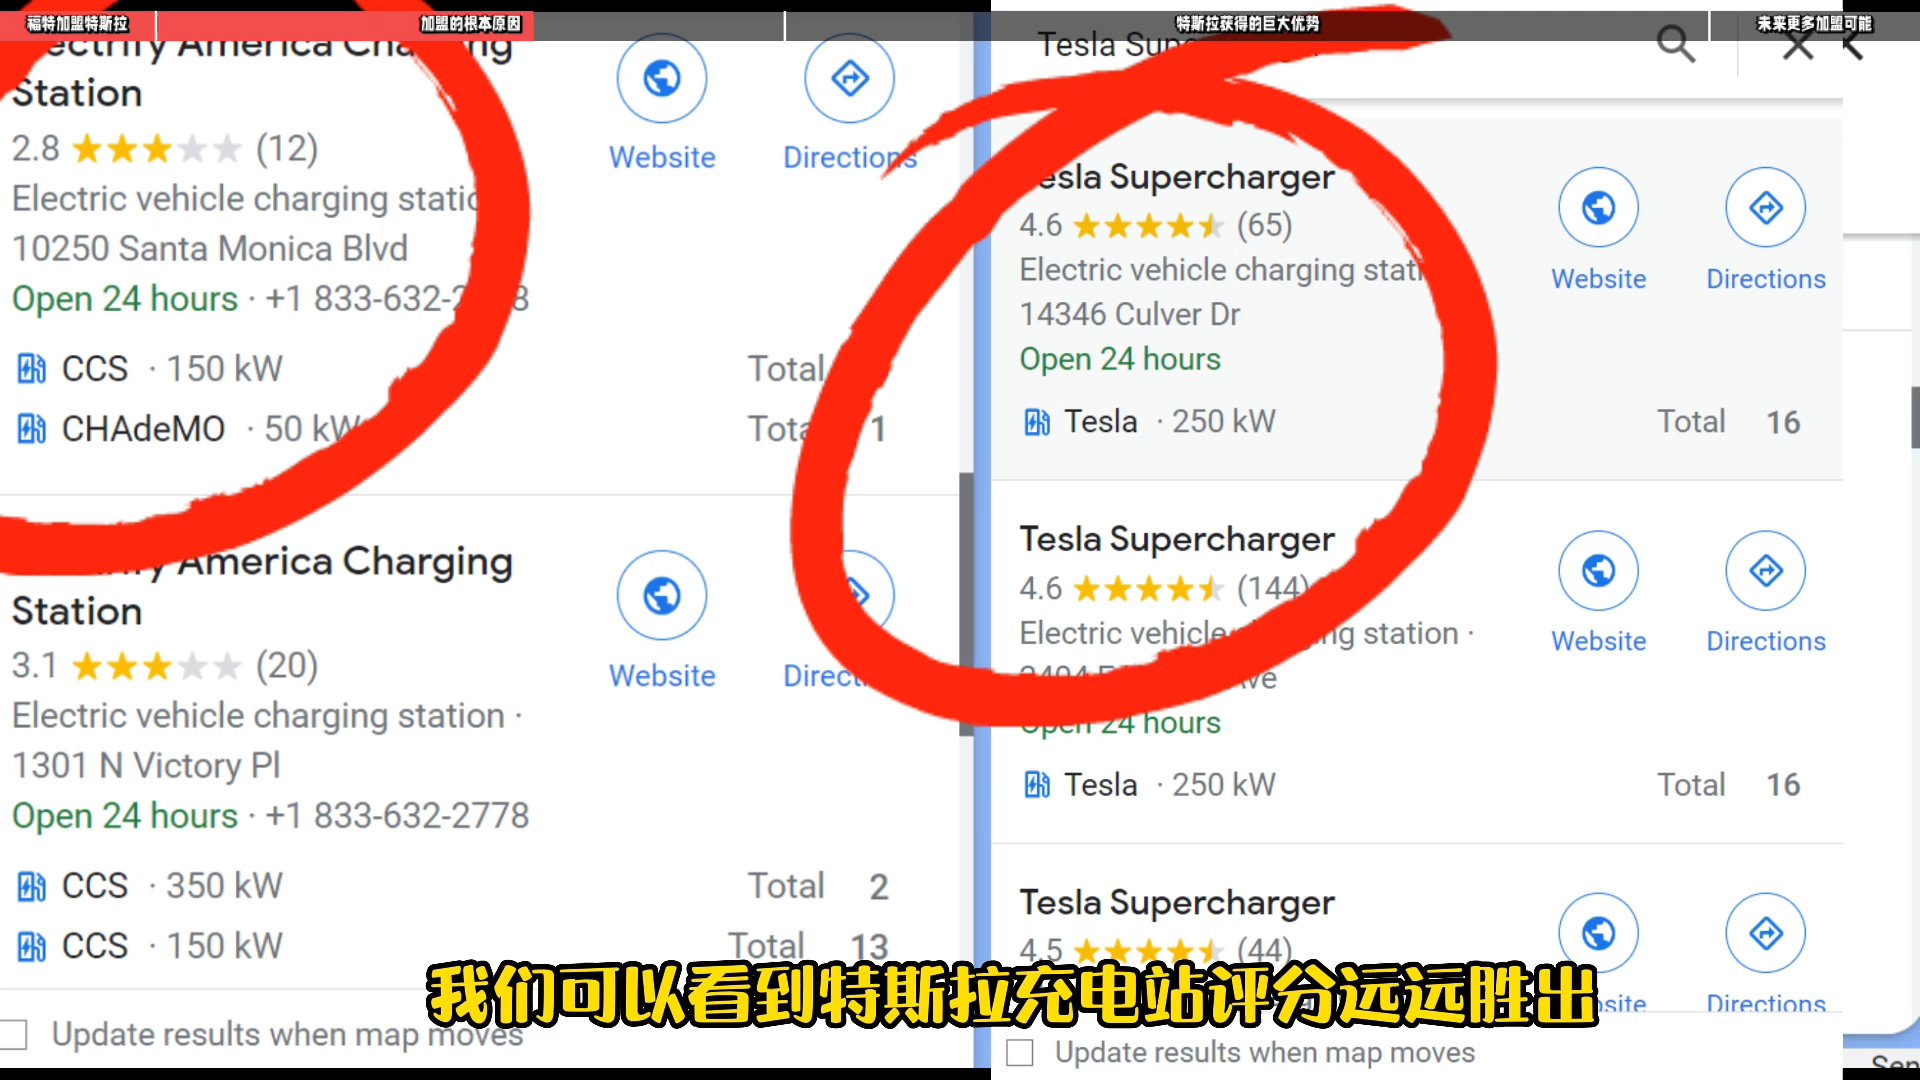 福特加盟特斯拉
加盟的根本原因
特斯拉获得的巨大优势
未来更多加盟可能
America Charging
Station
2.8
(12)
Website
Directions
Electric vehicle charging
10250 Santa Monica Blvd
Open 24 hours · +1 833-632-
CCS · 150 kW
Total
CHAdeMO · 50 kW
1
America Charging
Station
3.1
(20)
Website
Electric vehicle charging station ·
1301 N Victory Pl
Open 24 hours · +1 833-632-2778
CCS · 350 kW
Total 2
CCS · 150 kW
Total 13
Update results when map moves
Tesla
Tesla Supercharger
4.6
(65)
Website
Directions
Electric vehicle charging
14346 Culver Dr
Open 24 hours
Tesla · 250 kW
Total 16
Tesla Supercharger
4.6
(144)
Website
Directions
Electric vehicle station ·
Open 24 hours
Tesla · 250 kW
Total 16
Tesla Supercharger
4.5
(44)
Directions
Update results when map moves
我们可以看到特斯拉充电站评分远远胜出